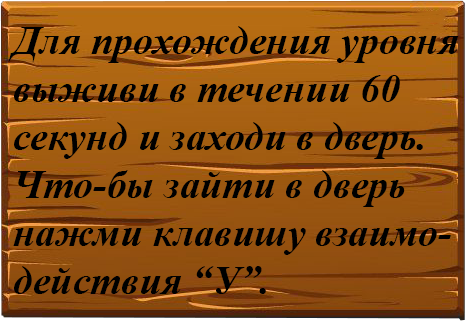 Для прохождения уровня
выживи в течении 60
секунд и заходи в дверь.
Что-бы зайти в дверь
нажми клавишу взаимо-
действия “У”.